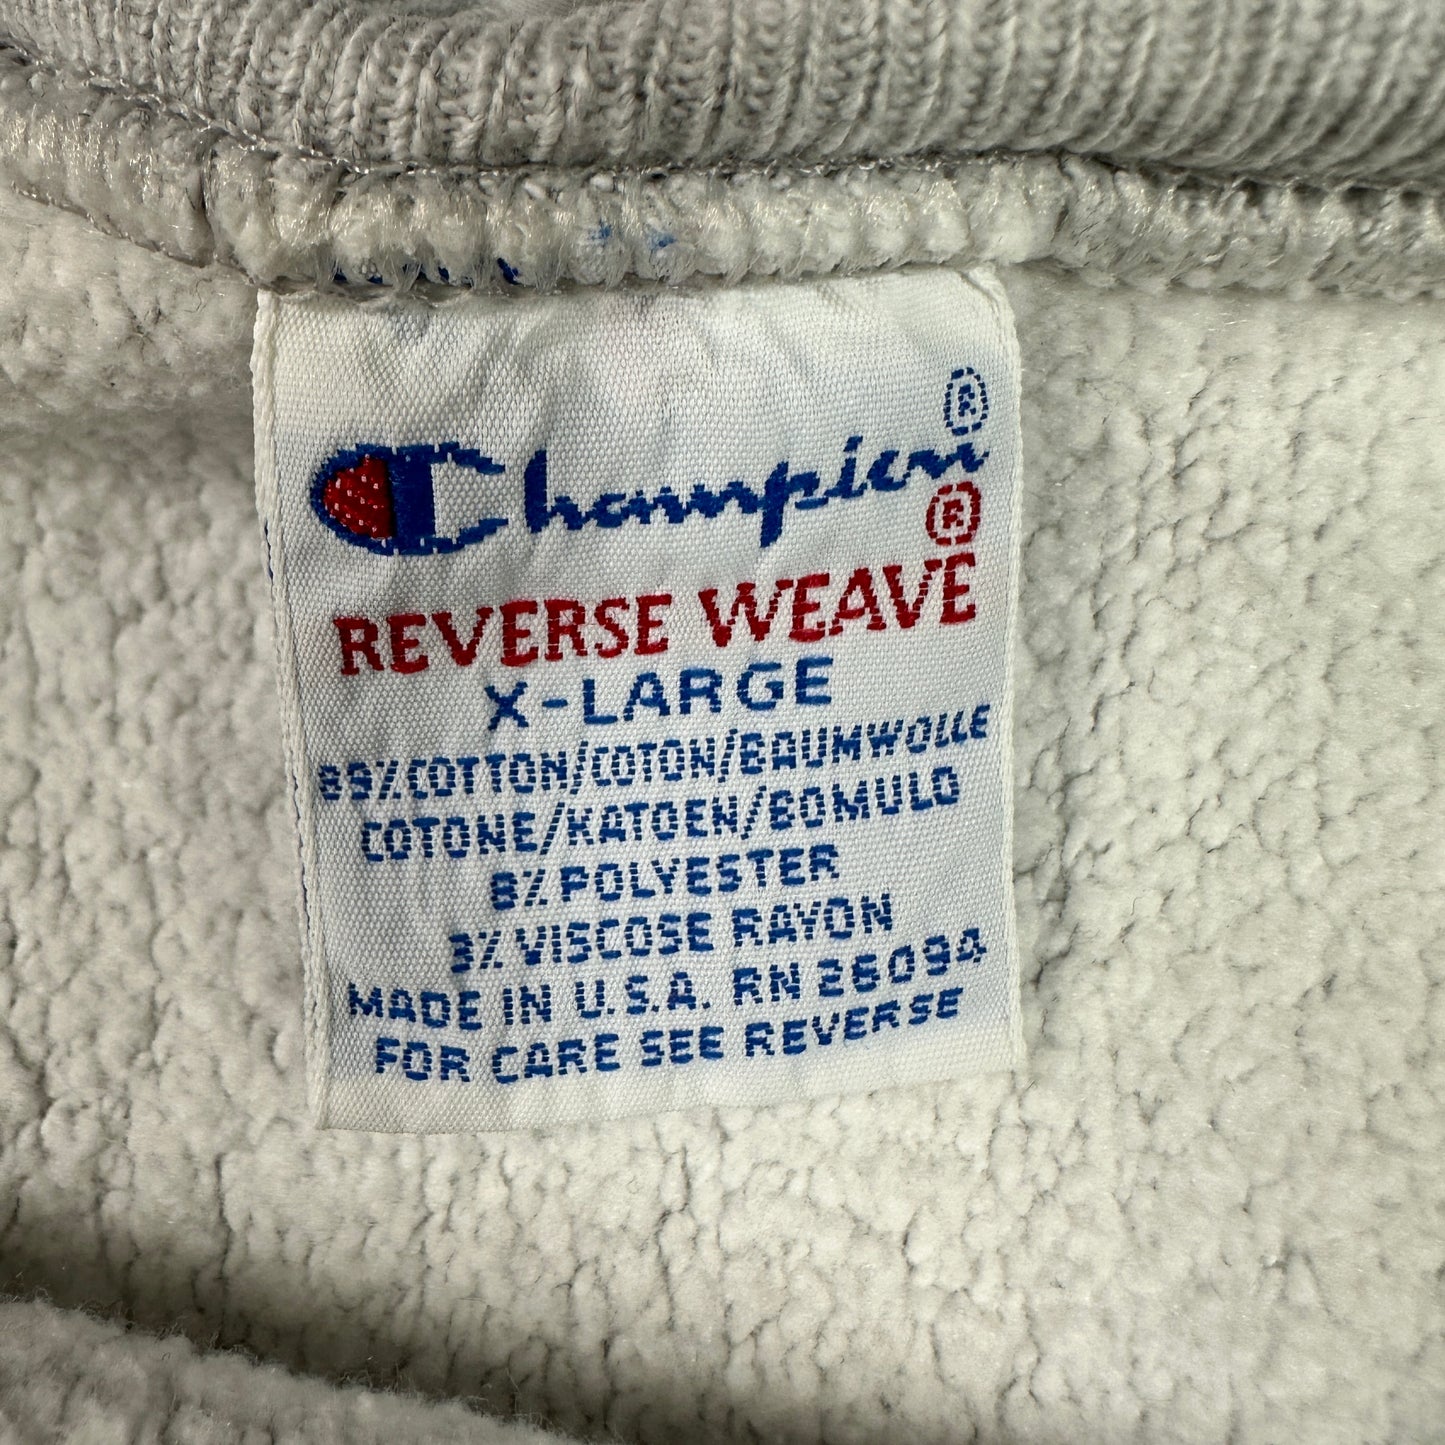 Champion®
REVERSE WEAVE®
X-LARGE
89% COTTON/COTON/BAUMWOLLE
COTONE/KATOEN/BOMULD
8% POLYESTER
3% VISCOSE RAYON
MADE IN U.S.A. RN 26094
FOR CARE SEE REVERSE